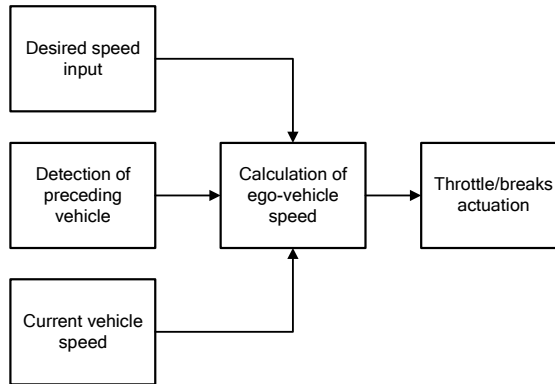 Desired speed
input
Detection of
preceding
vehicle
Calculation of
ego-vehicle
speed
Throttle/breaks
actuation
Current vehicle
speed